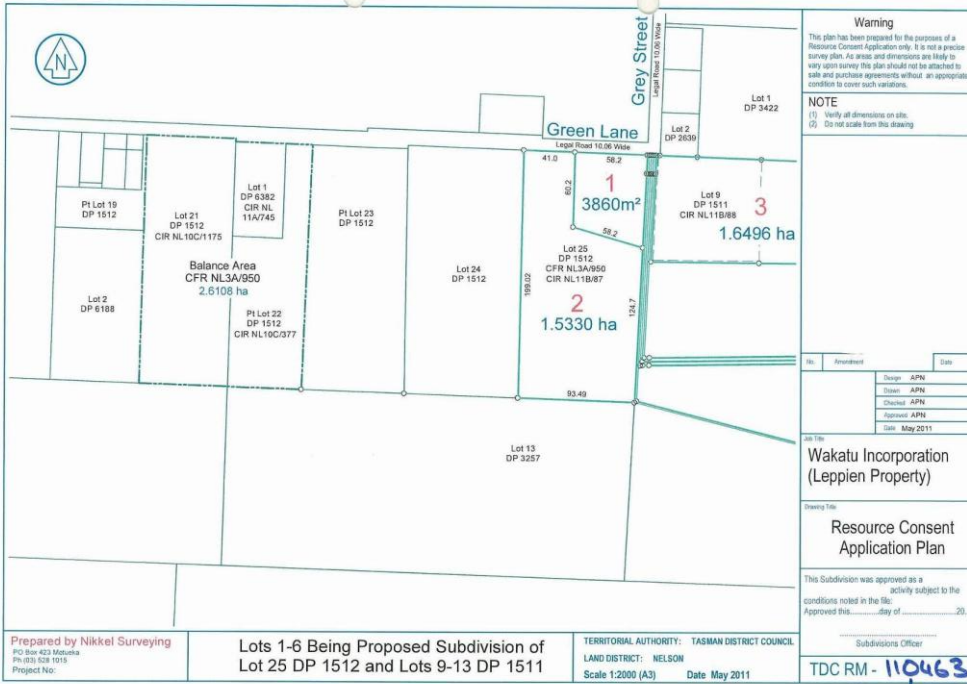 N
Grey Street
Legal Road 10.06 Wide
Green Lane
Legal Road 10.06 Wide
Lot 1
DP 3422
Lot 2
DP 2639
41.0
58.2
60.2
1
3860m²
58.2
Lot 9
DP 1511
CIR NL11B/88
3
1.6496 ha
Pt Lot 19
DP 1512
Lot 21
DP 1512
CIR NL10C/1175
Lot 1
DP 6382
CIR NL
11A/745
Pt Lot 23
DP 1512
Balance Area
CFR NL3A/950
2.6108 ha
Lot 24
DP 1512
Lot 25
DP 1512
CFR NL3A/950
CIR NL11B/87
2
1.5330 ha
199.02
124.7
93.49
Lot 2
DP 6188
Pt Lot 22
DP 1512
CIR NL10C/377
Lot 13
DP 3257
Warning
This plan has been prepared for the purposes of a
Resource Consent Application only. It is not a precise
survey plan. As areas and dimensions are likely to
vary upon survey this plan should not be attached to
sale and purchase agreements without an appropriate
condition to cover such variations.
NOTE
(1) Verify all dimensions on site.
(2) Do not scale from this drawing
No. Amendment Date
Design APN
Drawn APN
Checked APN
Approved APN
Date May 2011
Job Title
Wakatu Incorporation
(Leppien Property)
Drawing Title
Resource Consent
Application Plan
This Subdivision was approved as a
activity subject to the
conditions noted in the file:
Approved this............day of ....................20.
Subdivisions Officer
TDC RM - 110463
Prepared by Nikkel Surveying
PO Box 423 Motueka
Ph (03) 528 1015
Project No:
Lots 1-6 Being Proposed Subdivision of
Lot 25 DP 1512 and Lots 9-13 DP 1511
TERRITORIAL AUTHORITY: TASMAN DISTRICT COUNCIL
LAND DISTRICT: NELSON
Scale 1:2000 (A3) Date May 2011